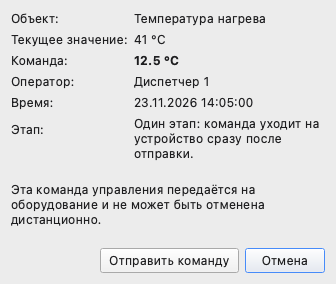 Объект: Температура нагрева
Текущее значение: 41 °C
Команда: 12.5 °C
Оператор: Диспетчер 1
Время: 23.11.2026 14:05:00
Этап: Один этап: команда уходит на
устройство сразу после
отправки.
Эта команда управления передаётся на
оборудование и не может быть отменена
дистанционно.
Отправить команду Отмена